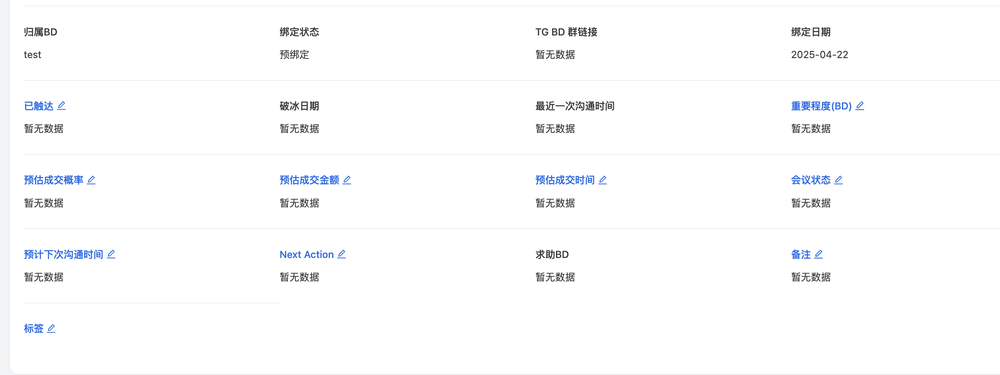 归属BD 绑定状态 TG BD 群链接 绑定日期
test 预绑定 暂无数据 2025-04-22
已触达 破冰日期 最近一次沟通时间 重要程度(BD)
暂无数据 暂无数据 暂无数据 暂无数据
预估成交概率 预估成交金额 预估成交时间 会议状态
暂无数据 暂无数据 暂无数据 暂无数据
预计下次沟通时间 Next Action 求助BD 备注
暂无数据 暂无数据 暂无数据 暂无数据
标签